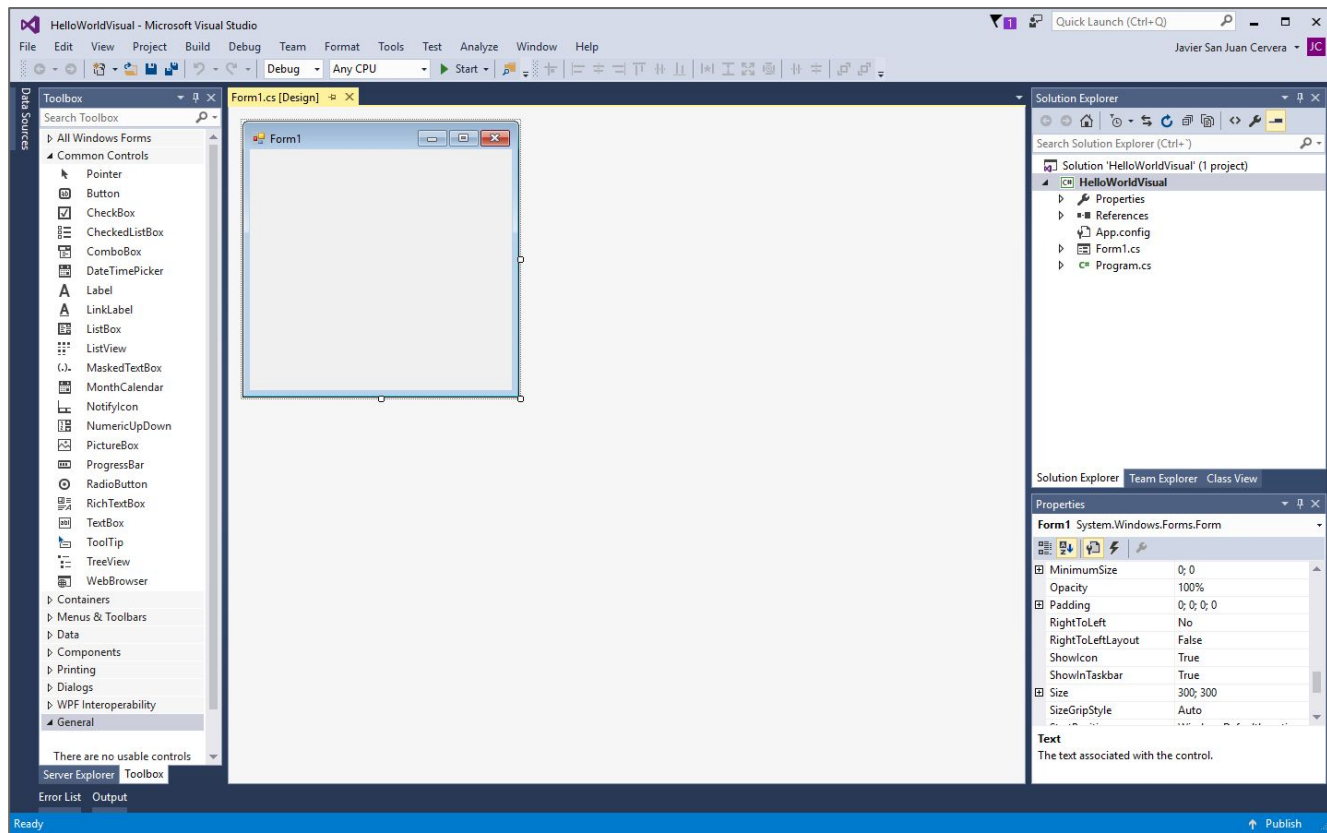 HelloWorldVisual - Microsoft Visual Studio
1
Quick Launch (Ctrl+Q)
File Edit View Project Build Debug Team Format Tools Test Analyze Window Help
Javier San Juan Cervera
JC
Debug
Any CPU
Start
Data Sources
Toolbox
Search Toolbox
All Windows Forms
Common Controls
Pointer
Button
CheckBox
CheckedListBox
ComboBox
DateTimePicker
Label
LinkLabel
ListBox
ListView
MaskedTextBox
MonthCalendar
NotifyIcon
NumericUpDown
PictureBox
ProgressBar
RadioButton
RichTextBox
TextBox
ToolTip
TreeView
WebBrowser
Containers
Menus & Toolbars
Data
Components
Printing
Dialogs
WPF Interoperability
General
There are no usable controls
Server Explorer Toolbox
Form1.cs [Design]
Form1
Solution Explorer
Search Solution Explorer (Ctrl+¨)
Solution 'HelloWorldVisual' (1 project)
HelloWorldVisual
Properties
References
App.config
Form1.cs
Program.cs
Solution Explorer Team Explorer Class View
Properties
Form1 System.Windows.Forms.Form
MinimumSize 0; 0
Opacity 100%
Padding 0; 0; 0; 0
RightToLeft No
RightToLeftLayout False
ShowIcon True
ShowInTaskbar True
Size 300; 300
SizeGripStyle Auto
Text
The text associated with the control.
Error List Output
Ready
Publish